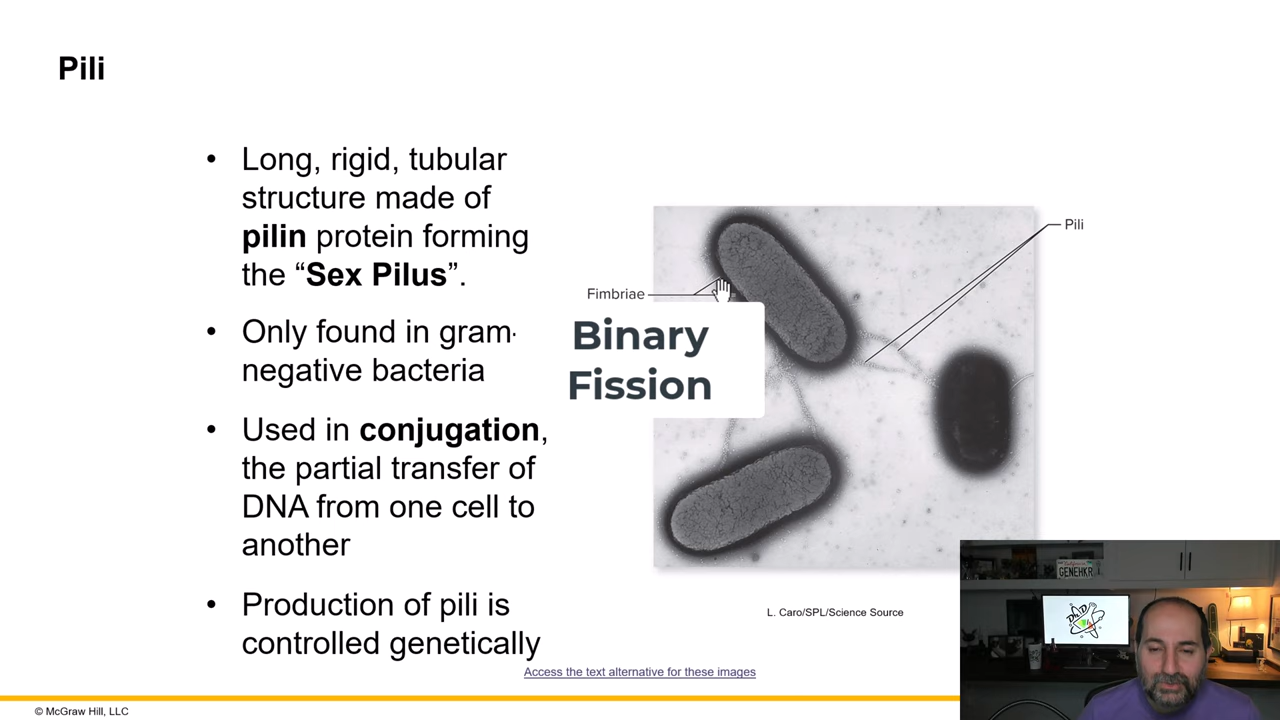 Pili
• Long, rigid, tubular
structure made of
pilin protein forming
the “Sex Pilus”.
• Only found in gram-
negative bacteria
• Used in conjugation,
the partial transfer of
DNA from one cell to
another
• Production of pili is
controlled genetically
Pili
Fimbriae
Binary
Fission
L. Caro/SPL/Science Source
Access the text alternative for these images
© McGraw Hill, LLC
GENEHKR